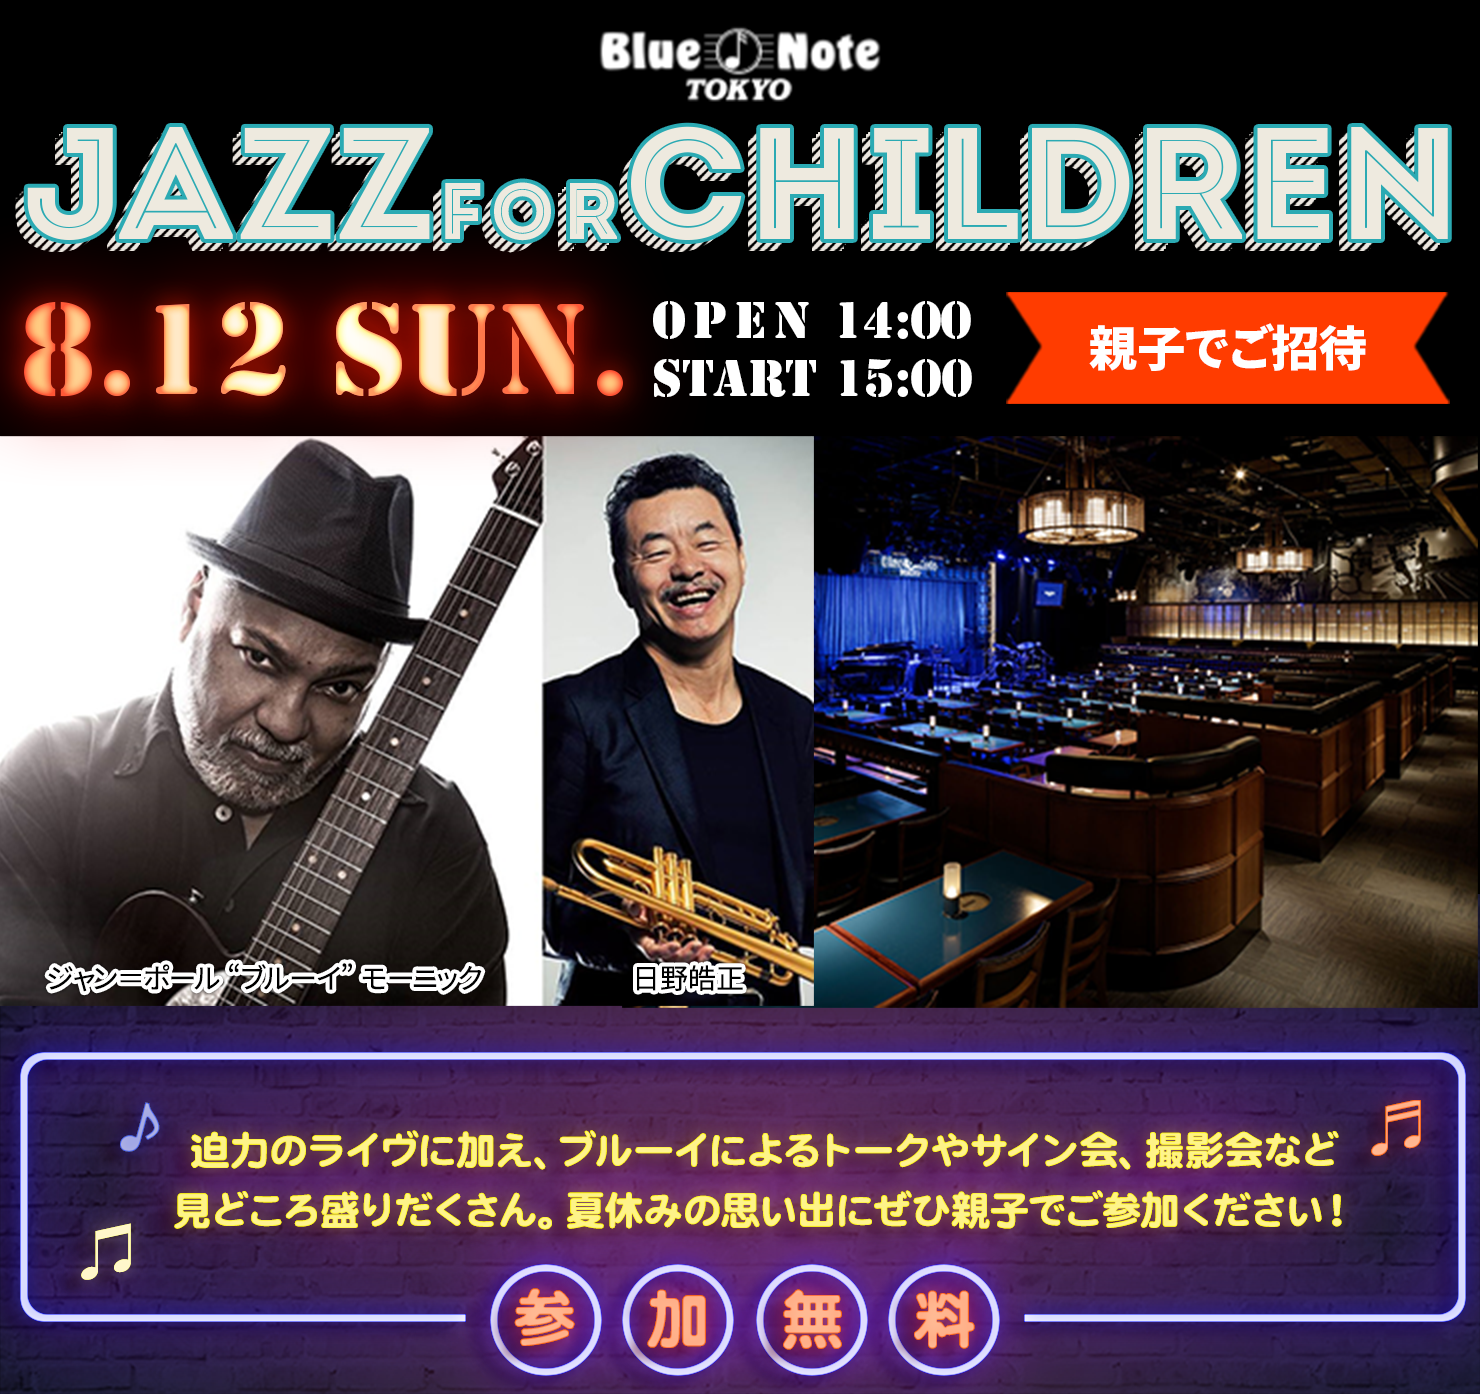 Blue Note
TOKYO
JAZZ FOR CHILDREN
8.12 SUN.
OPEN 14:00
START 15:00
親子でご招待
ジャン=ポール “ブルーイ” モーニック
日野皓正
迫力のライヴに加え、ブルーイによるトークやサイン会、撮影会など
見どころ盛りだくさん。夏休みの思い出にぜひ親子でご参加ください!
参加無料